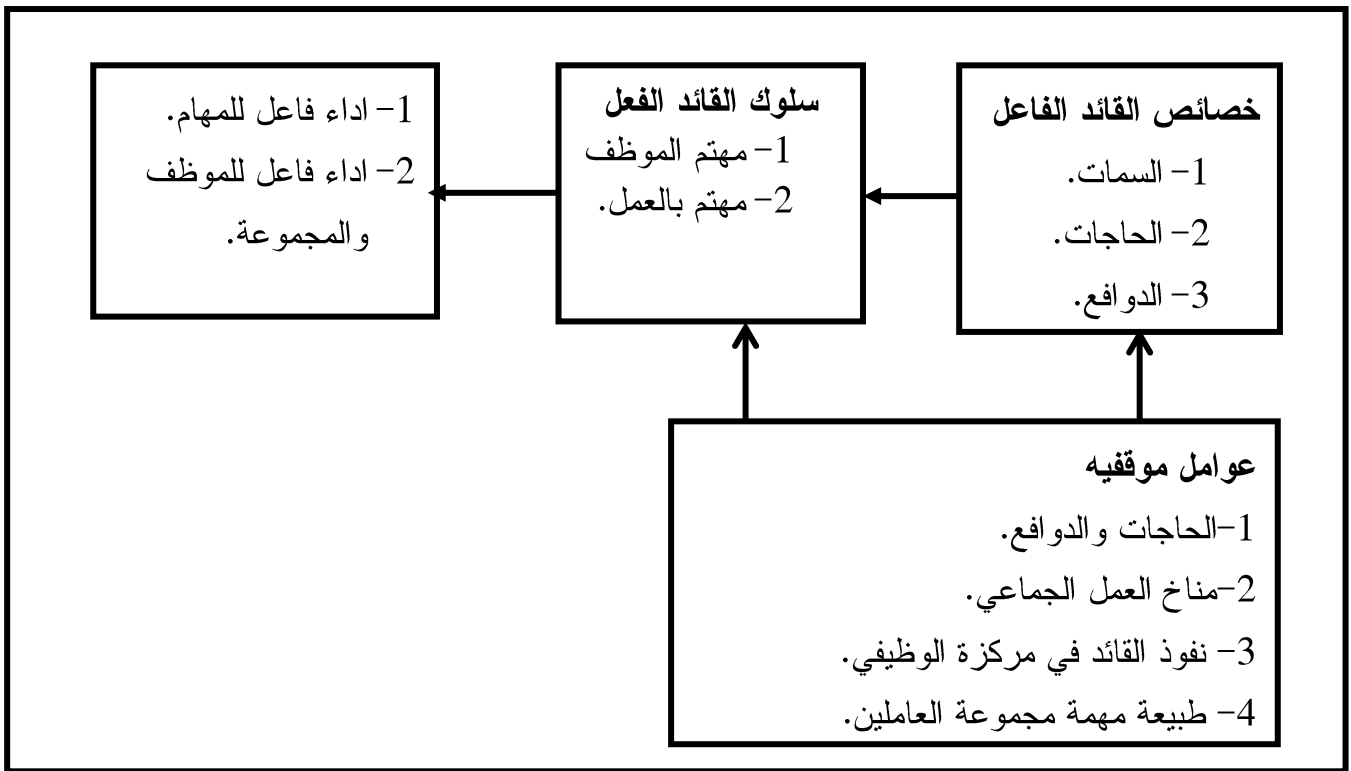 خصائص القائد الفاعل
1- السمات.
2- الحاجات.
3- الدوافع.
سلوك القائد الفعل
1- مهتم الموظف
2- مهتم بالعمل.
1- اداء فاعل للمهام.
2- اداء فاعل للموظف
والمجموعة.
عوامل موقفيه
1-الحاجات والدوافع.
2-مناخ العمل الجماعي.
3- نفوذ القائد في مركزة الوظيفي.
4- طبيعة مهمة مجموعة العاملين.